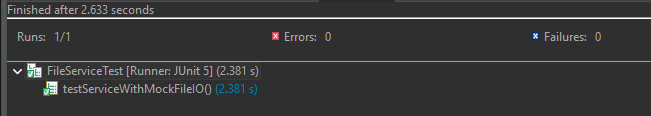 Finished after 2.633 seconds
Runs: 1/1 Errors: 0 Failures: 0
FileServiceTest [Runner: JUnit 5] (2.381 s)
testServiceWithMockFileIO() (2.381 s)